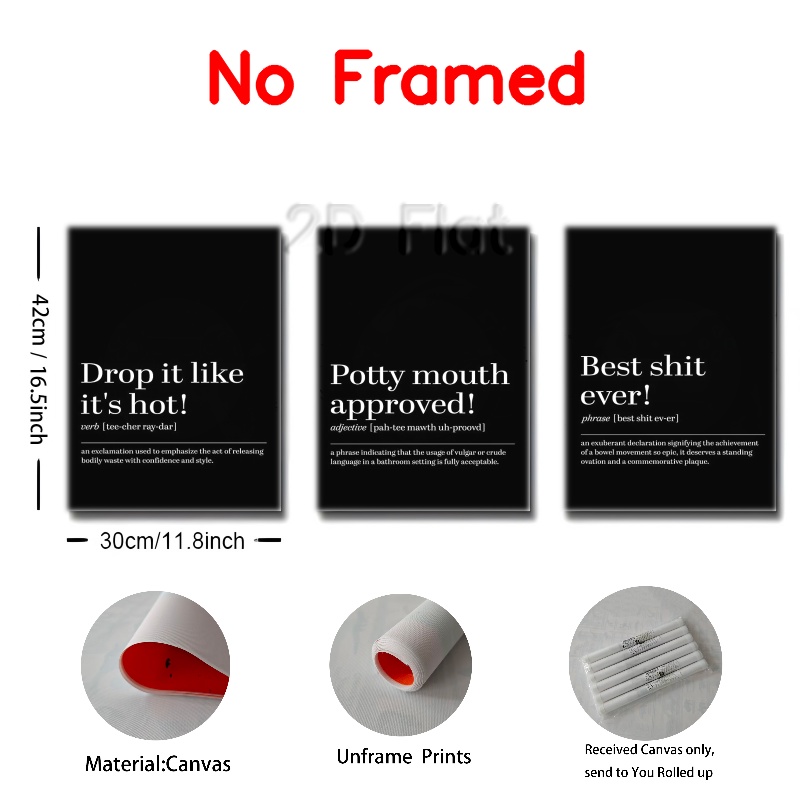 No Framed
2D Flat
42cm / 16.5inch
Drop it like
it's hot!
verb [tee-cher ray-dar]
an exclamation used to emphasize the act of releasing
bodily waste with confidence and style.
Potty mouth
approved!
adjective [pah-tee mawth uh-proovd]
a phrase indicating that the usage of vulgar or crude
language in a bathroom setting is fully acceptable.
Best shit
ever!
phrase [best shit ev-er]
an exuberant declaration signifying the achievement
of a bowel movement so epic, it deserves a standing
ovation and a commemorative plaque.
30cm/11.8inch
Material:Canvas
Unframe Prints
Received Canvas only,
send to You Rolled up